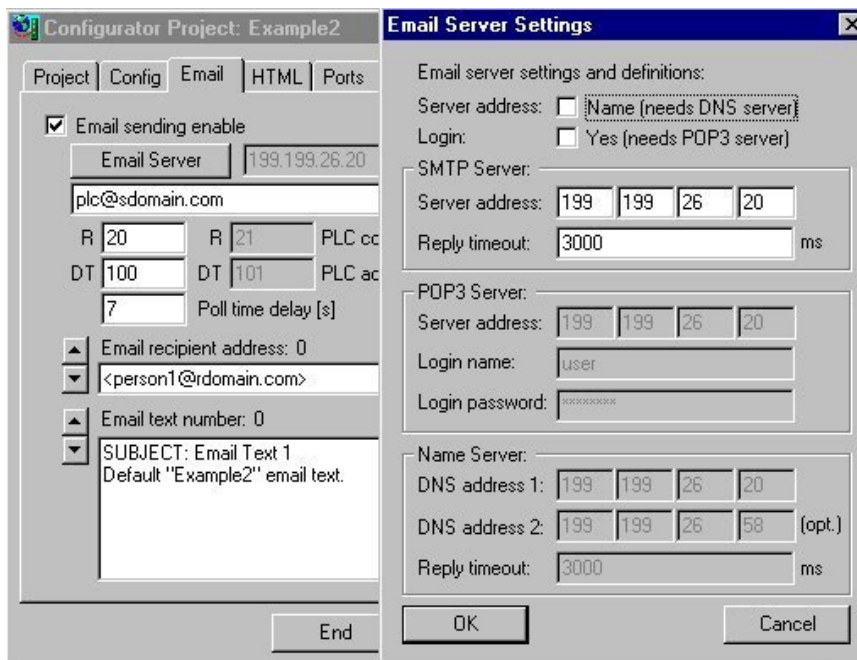 Configurator Project: Example2
Project Config Email HTML Ports
Email sending enable
Email Server 199.199.26.20
plc@sdomain.com
R 20 R 21 PLC co
DT 100 DT 101 PLC ac
7 Poll time delay [s]
Email recipient address: 0
<person1@rdomain.com>
Email text number: 0
SUBJECT: Email Text 1
Default "Example2" email text.
End
Email Server Settings
Email server settings and definitions:
Server address: Name (needs DNS server)
Login: Yes (needs POP3 server)
SMTP Server:
Server address: 199 199 26 20
Reply timeout: 3000 ms
POP3 Server:
Server address: 199 199 26 20
Login name: user
Login password: ********
Name Server:
DNS address 1: 199 199 26 20
DNS address 2: 199 199 26 58 (opt.)
Reply timeout: 3000 ms
OK Cancel